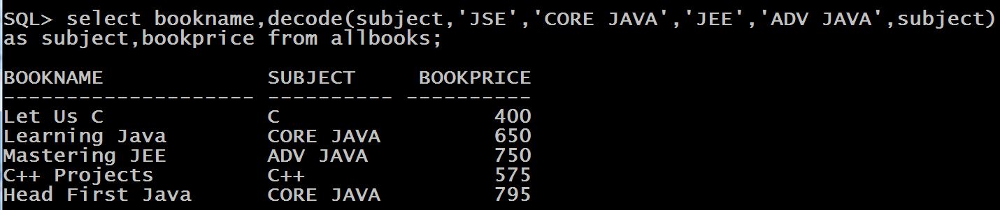 SQL> select bookname,decode(subject,'JSE','CORE JAVA','JEE','ADV JAVA',subject)
as subject,bookprice from allbooks;
BOOKNAME             SUBJECT     BOOKPRICE
-------------------- ---------- ----------
Let Us C             C                 400
Learning Java        CORE JAVA         650
Mastering JEE        ADV JAVA          750
C++ Projects         C++               575
Head First Java      CORE JAVA         795